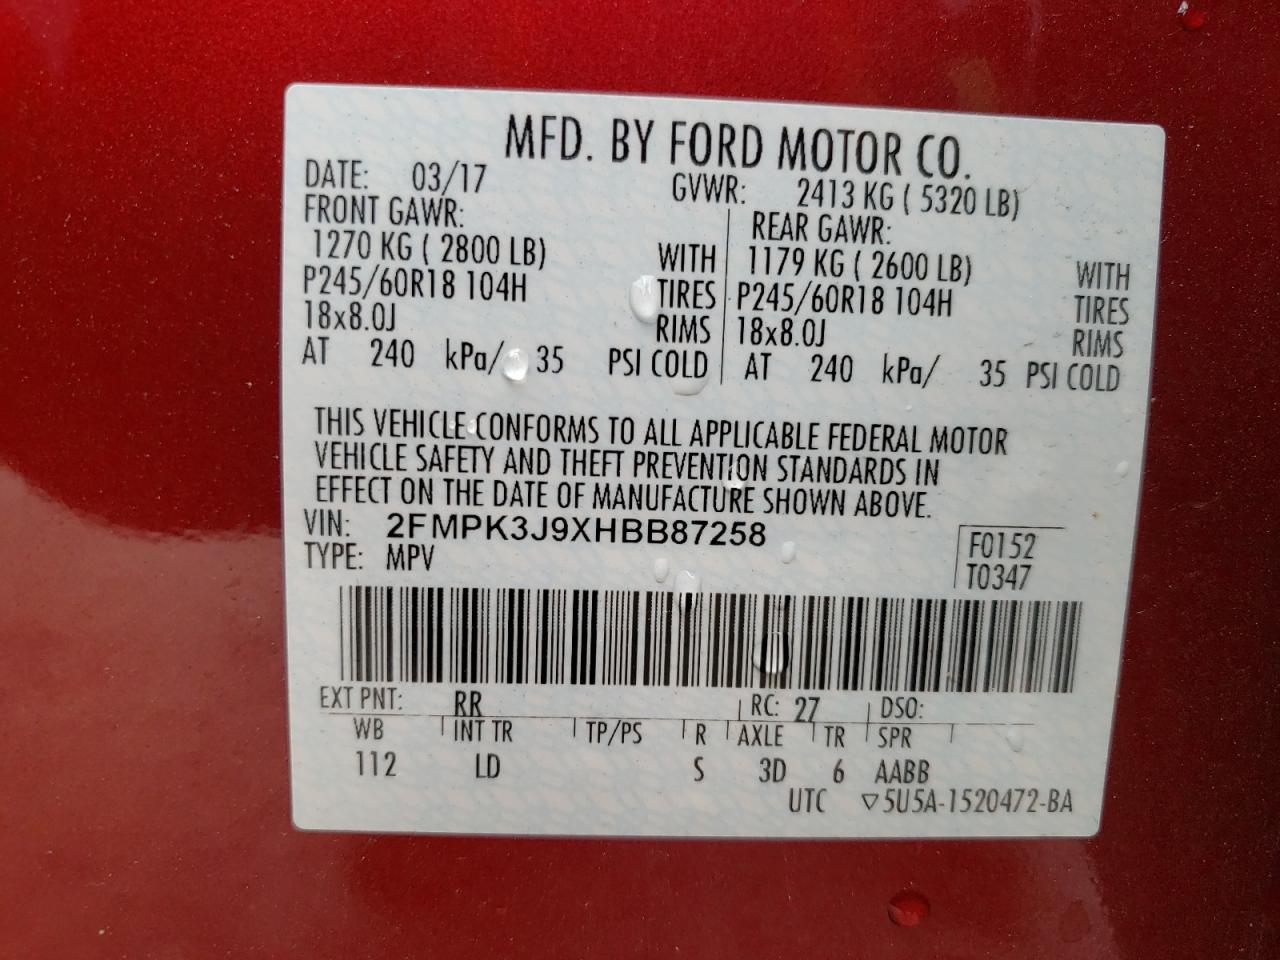 MFD. BY FORD MOTOR CO.
DATE: 03/17 GVWR: 2413 KG ( 5320 LB)
FRONT GAWR: REAR GAWR:
1270 KG ( 2800 LB) WITH 1179 KG ( 2600 LB) WITH
P245/60R18 104H TIRES P245/60R18 104H TIRES
18x8.0J RIMS 18x8.0J RIMS
AT 240 kPa/ 35 PSI COLD AT 240 kPa/ 35 PSI COLD
THIS VEHICLE CONFORMS TO ALL APPLICABLE FEDERAL MOTOR
VEHICLE SAFETY AND THEFT PREVENTION STANDARDS IN
EFFECT ON THE DATE OF MANUFACTURE SHOWN ABOVE.
VIN: 2FMPK3J9XHBB87258
TYPE: MPV
F0152
T0347
EXT PNT: RR RC: 27 DSO:
WB INT TR TP/PS R AXLE TR SPR
112 LD S 3D 6 AABB
UTC ▽5U5A-1520472-BA